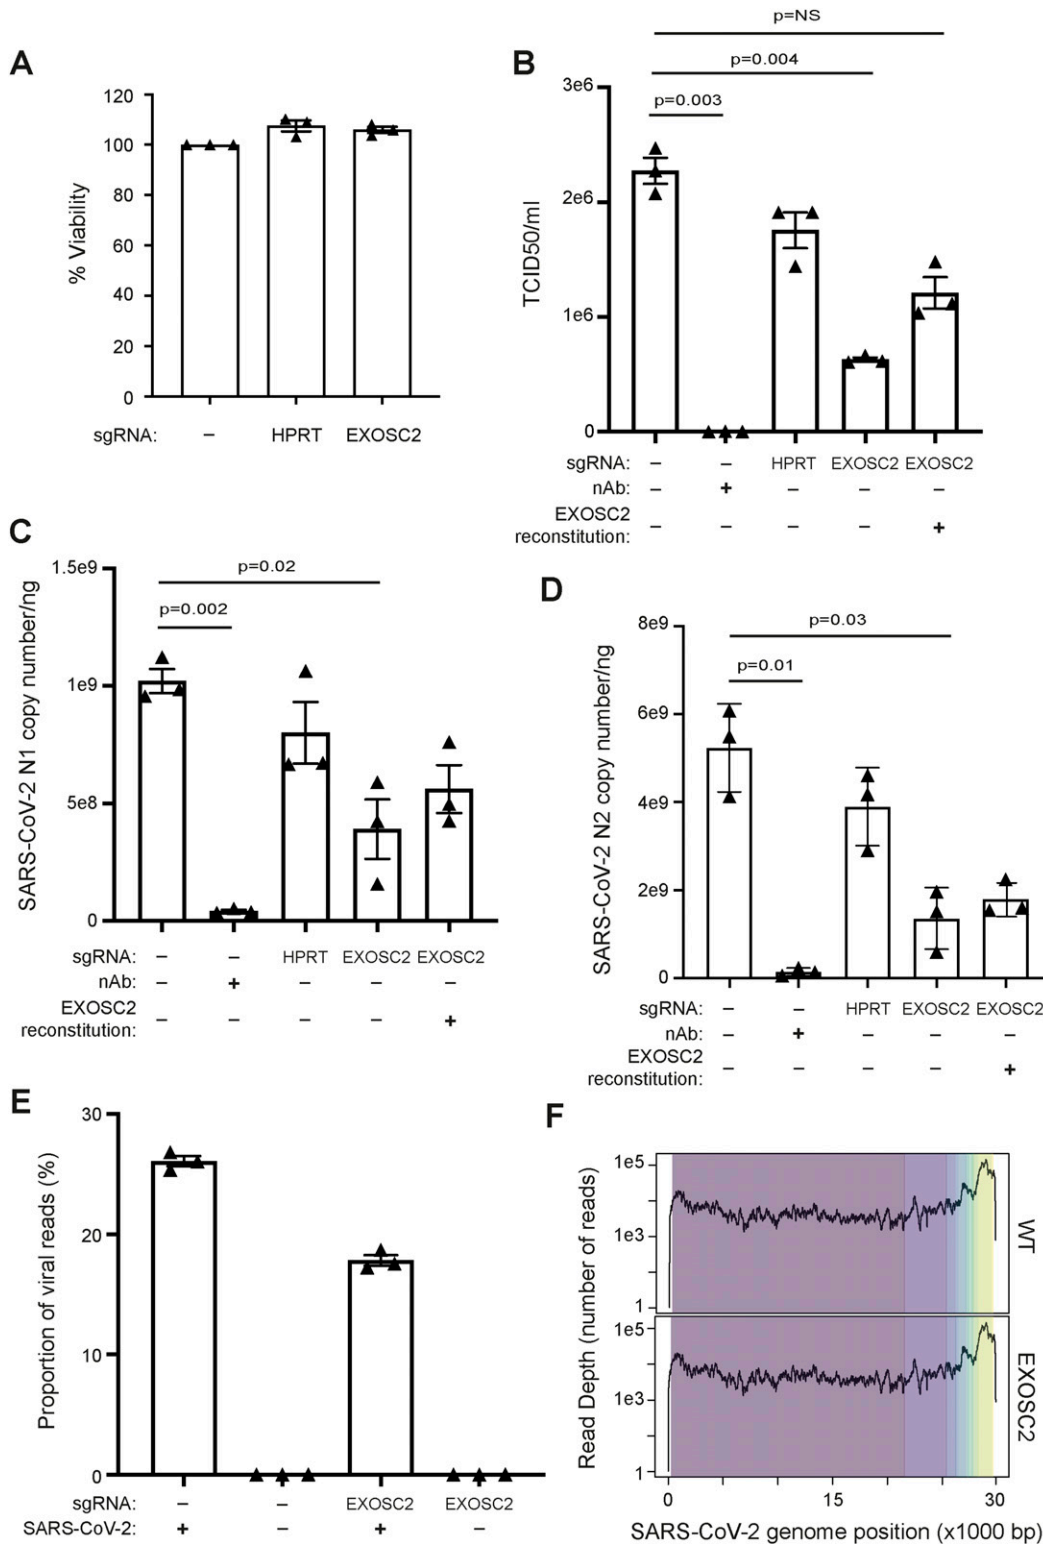 A
120
100
80
60
40
20
0
% Viability
sgRNA: – HPRT EXOSC2
B
p=NS
p=0.004
p=0.003
3e6
2e6
1e6
0
TCID50/ml
sgRNA: – – HPRT EXOSC2 EXOSC2
nAb: – + – – –
EXOSC2
reconstitution: – – – – +
C
1.5e9
1e9
5e8
0
p=0.02
p=0.002
SARS-CoV-2 N1 copy number/ng
sgRNA: – – HPRT EXOSC2 EXOSC2
nAb: – + – – –
EXOSC2
reconstitution: – – – – +
D
8e9
6e9
4e9
2e9
0
p=0.03
p=0.01
SARS-CoV-2 N2 copy number/ng
sgRNA: – – HPRT EXOSC2 EXOSC2
nAb: – + – – –
EXOSC2
reconstitution: – – – – +
E
30
20
10
0
Proportion of viral reads (%)
sgRNA: – – EXOSC2 EXOSC2
SARS-CoV-2: + – + –
F
1e5
1e3
1
WT
1e5
1e3
1
EXOSC2
Read Depth (number of reads)
0 15 30
SARS-CoV-2 genome position (x1000 bp)